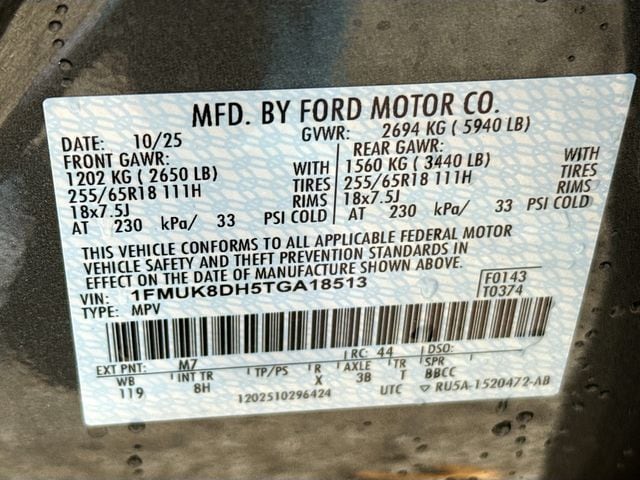 MFD. BY FORD MOTOR CO.
DATE: 10/25 GVWR: 2694 KG ( 5940 LB)
FRONT GAWR: REAR GAWR:
1202 KG ( 2650 LB) WITH 1560 KG ( 3440 LB) WITH
255/65R18 111H TIRES 255/65R18 111H TIRES
18x7.5J RIMS 18x7.5J RIMS
AT 230 kPa/ 33 PSI COLD AT 230 kPa/ 33 PSI COLD
THIS VEHICLE CONFORMS TO ALL APPLICABLE FEDERAL MOTOR
VEHICLE SAFETY AND THEFT PREVENTION STANDARDS IN
EFFECT ON THE DATE OF MANUFACTURE SHOWN ABOVE.
VIN: 1FMUK8DH5TGA18513 F0143
TYPE: MPV T0374
EXT PNT: M7 RC: 44 DSO:
WB INT TR TP/PS R AXLE TR SPR
119 8H X 3B T BBCC
1202510296424 UTC ▽ RU5A-1520472-AB